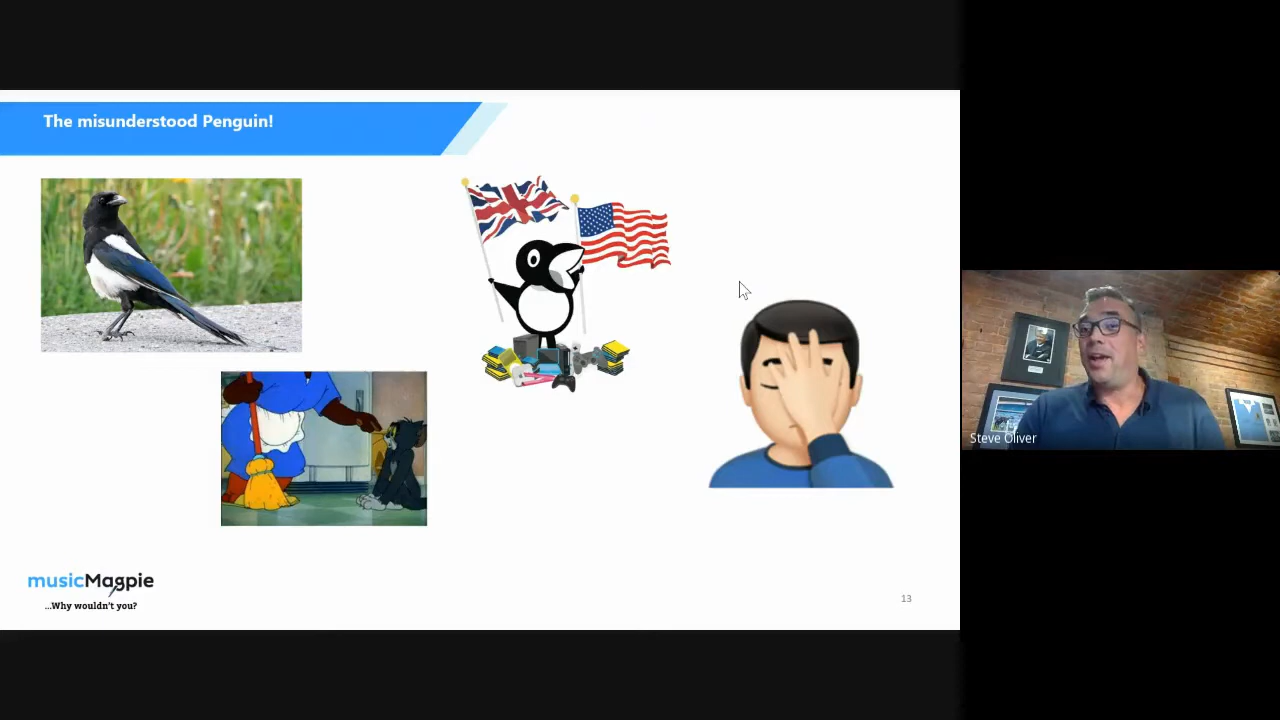 The misunderstood Penguin!
musicMagpie
...Why wouldn't you?
13
Steve Oliver